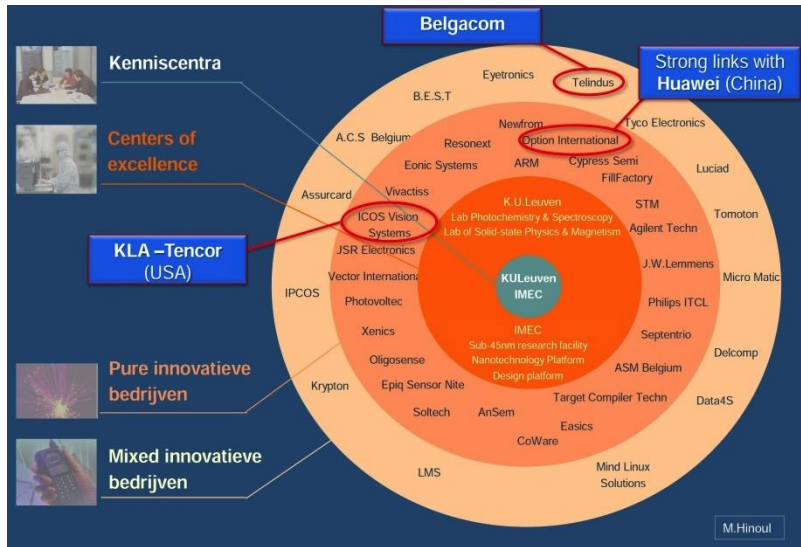 Belgacom
Kenniscentra
Strong links with
Huawei (China)
Eyetronics
Telindus
B.E.S.T
Newfrom
Tyco Electronics
Centers of
excellence
A.C.S Belgium
Resonext
Option International
Eonic Systems
ARM
Cypress Semi
Luciad
FillFactory
Assurcard
Vivactiss
K.U.Leuven
STM
Lab Photochemistry & Spectroscopy
Lab of Solid-state Physics & Magnetism
ICOS Vision
Systems
Agilent Techn
Tomoton
KLA –Tencor
(USA)
JSR Electronics
J.W.Lemmens
Vector Internationa
KULeuven
IMEC
Micro Matic
IPCOS
Photovoltec
Philips ITCL
Xenics
IMEC
Sub-45nm research facility
Nanotechnology Platform
Design platform
Septentrio
Pure innovatieve
bedrijven
Oligosense
ASM Belgium
Delcomp
Krypton
Epiq Sensor Nite
Target Compiler Techn
Data4S
Soltech
AnSem
Easics
CoWare
Mixed innovatieve
bedrijven
LMS
Mind Linux
Solutions
M.Hinoul